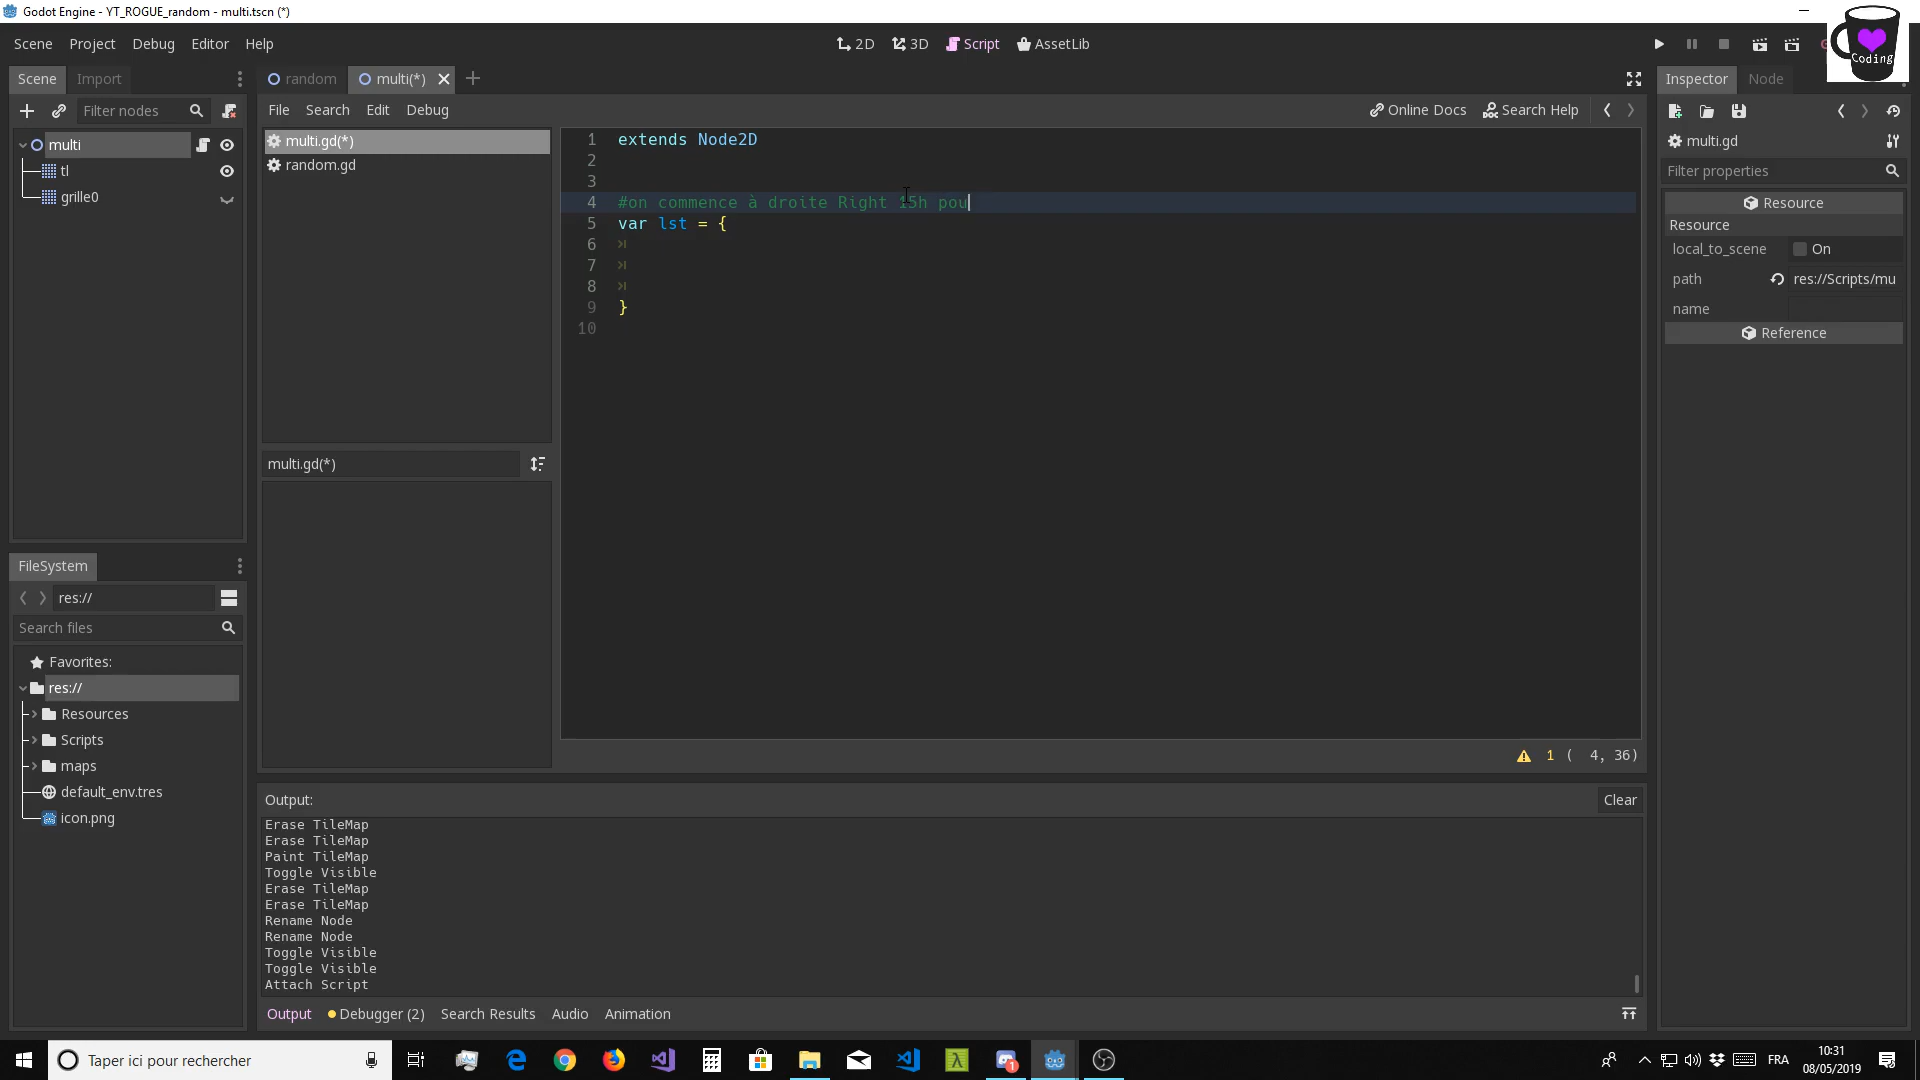 Godot Engine - YT_ROGUE_random - multi.tscn (*)
Scene Project Debug Editor Help
2D 3D Script AssetLib
Coding
Scene Import
random multi(*)
Inspector Node
Filter nodes
File Search Edit Debug
Online Docs Search Help
multi
tl
grille0
multi.gd(*)
random.gd
1 extends Node2D
2
3
4 #on commence à droite Right 15h pou
5 var lst = {
6
7
8
9 }
10
multi.gd
Filter properties
Resource
Resource
local_to_scene On
path res://Scripts/mu
name
Reference
multi.gd(*)
1 ( 4, 36)
FileSystem
res://
Search files
Favorites:
res://
Resources
Scripts
maps
default_env.tres
icon.png
Output: Clear
Erase TileMap
Erase TileMap
Paint TileMap
Toggle Visible
Erase TileMap
Erase TileMap
Rename Node
Rename Node
Toggle Visible
Toggle Visible
Attach Script
Output Debugger (2) Search Results Audio Animation
Taper ici pour rechercher
1
FRA
10:31
08/05/2019